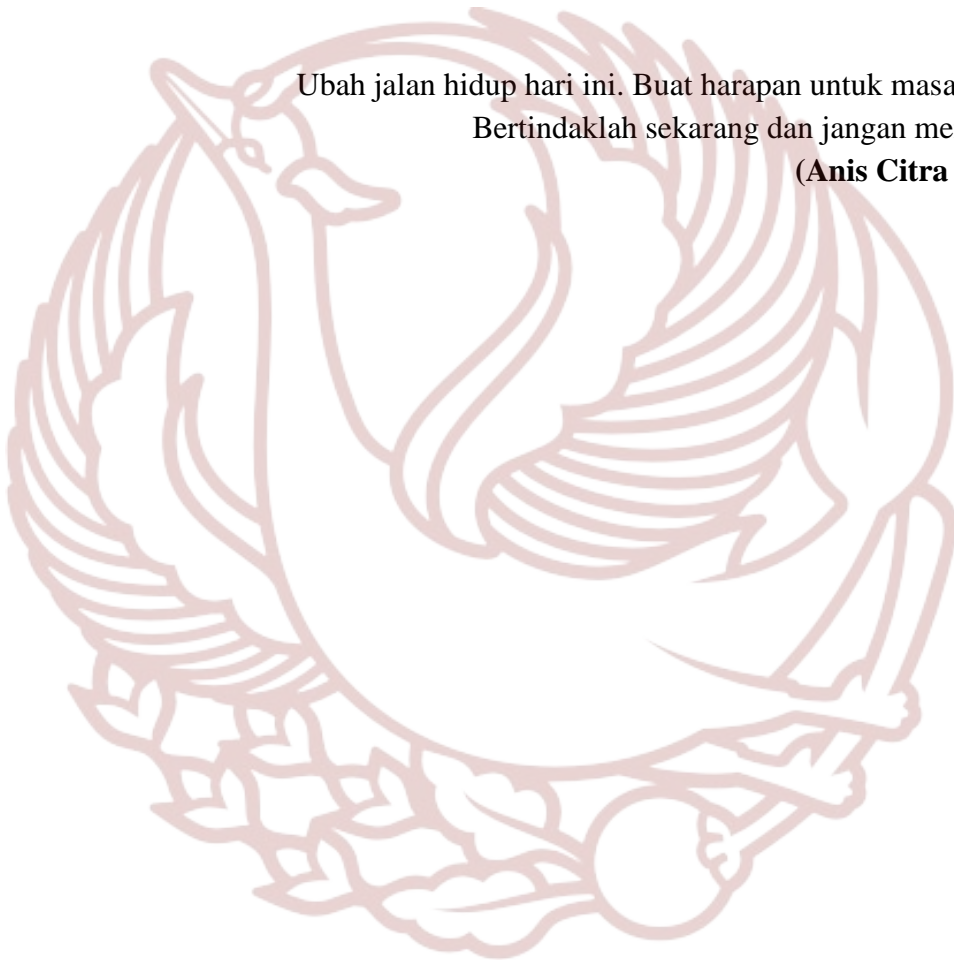 Ubah jalan hidup hari ini. Buat harapan untuk masa
Bertindaklah sekarang dan jangan me
(Anis Citra